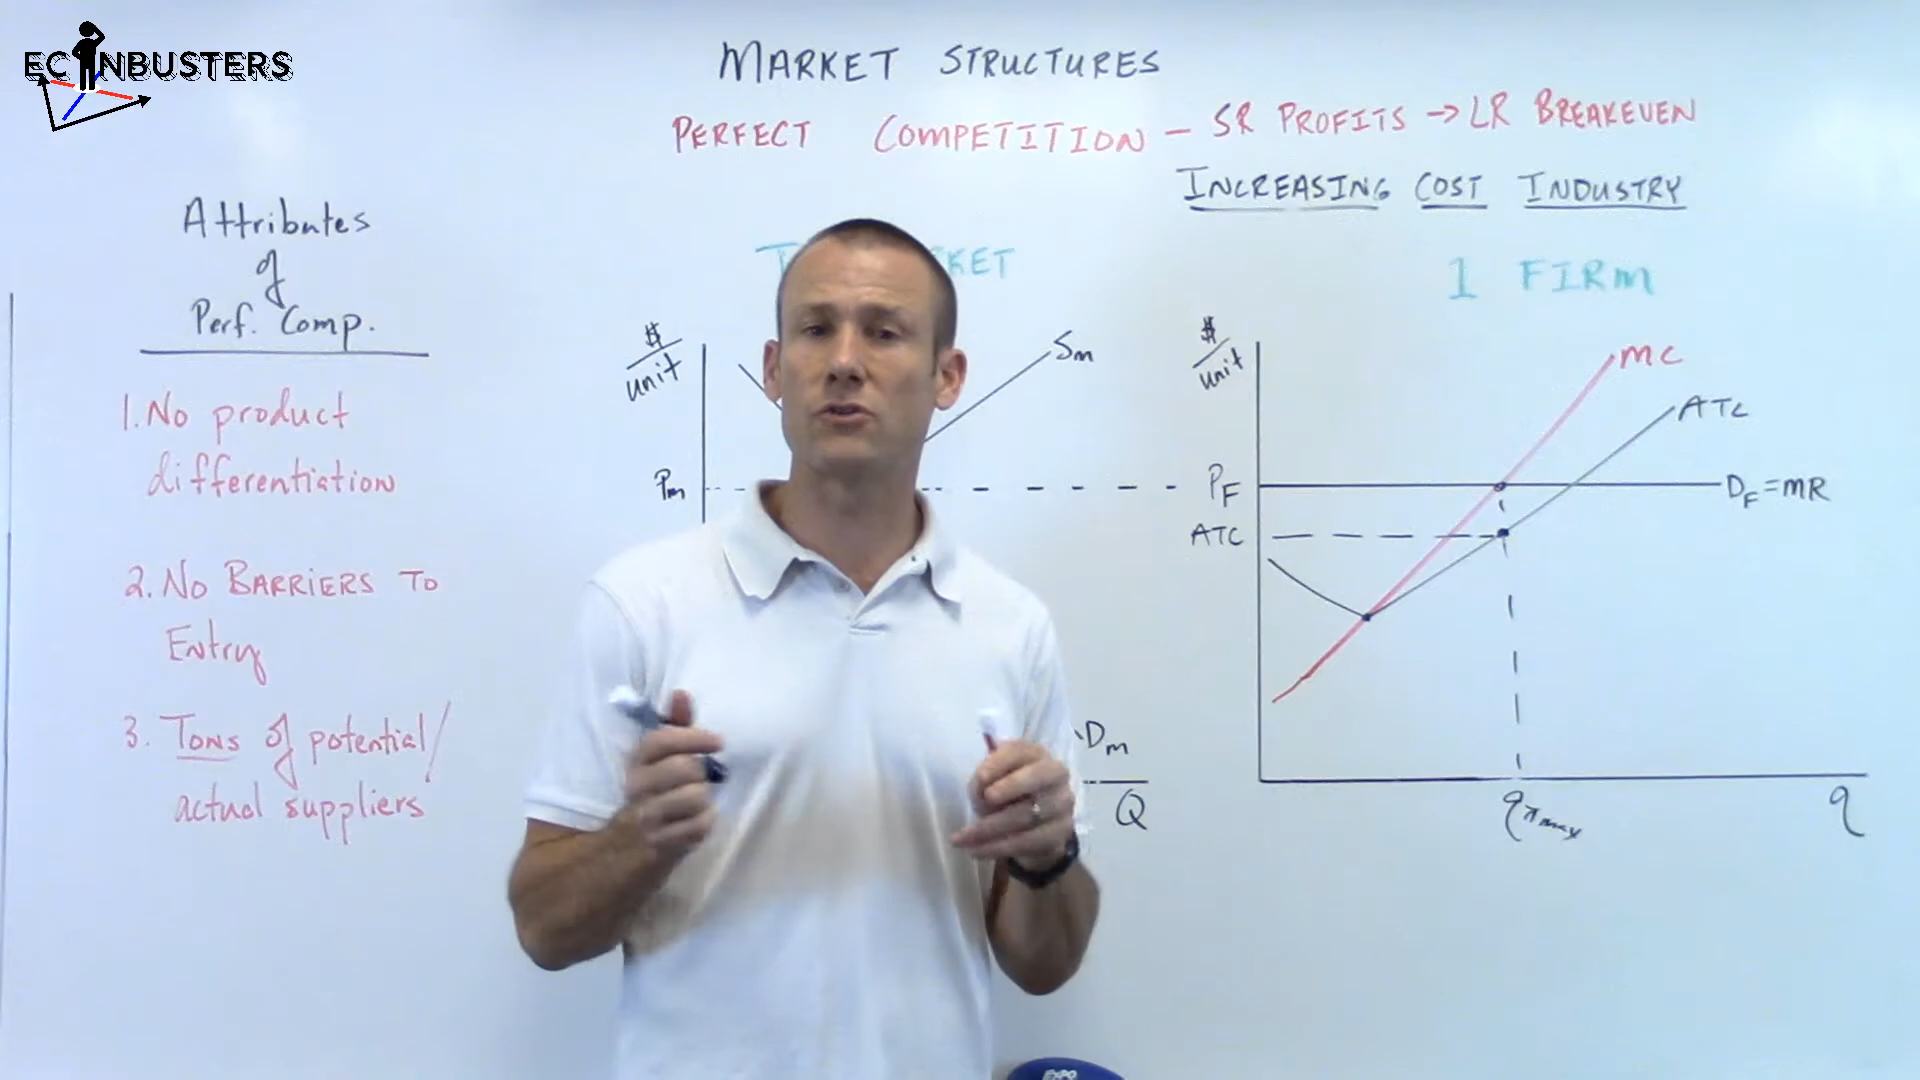 ECONBUSTERS
MARKET STRUCTURES
PERFECT COMPETITION - SR PROFITS → LR BREAKEVEN
INCREASING COST INDUSTRY
Attributes
of
Perf. Comp.
1. No product
differentiation
2. No BARRIERS TO
Entry
3. Tons of potential/
actual suppliers
$/unit
Sm
Pm
Dm
Q
1 FIRM
$/unit
MC
ATC
PF
DF=MR
ATC
qπmax
q